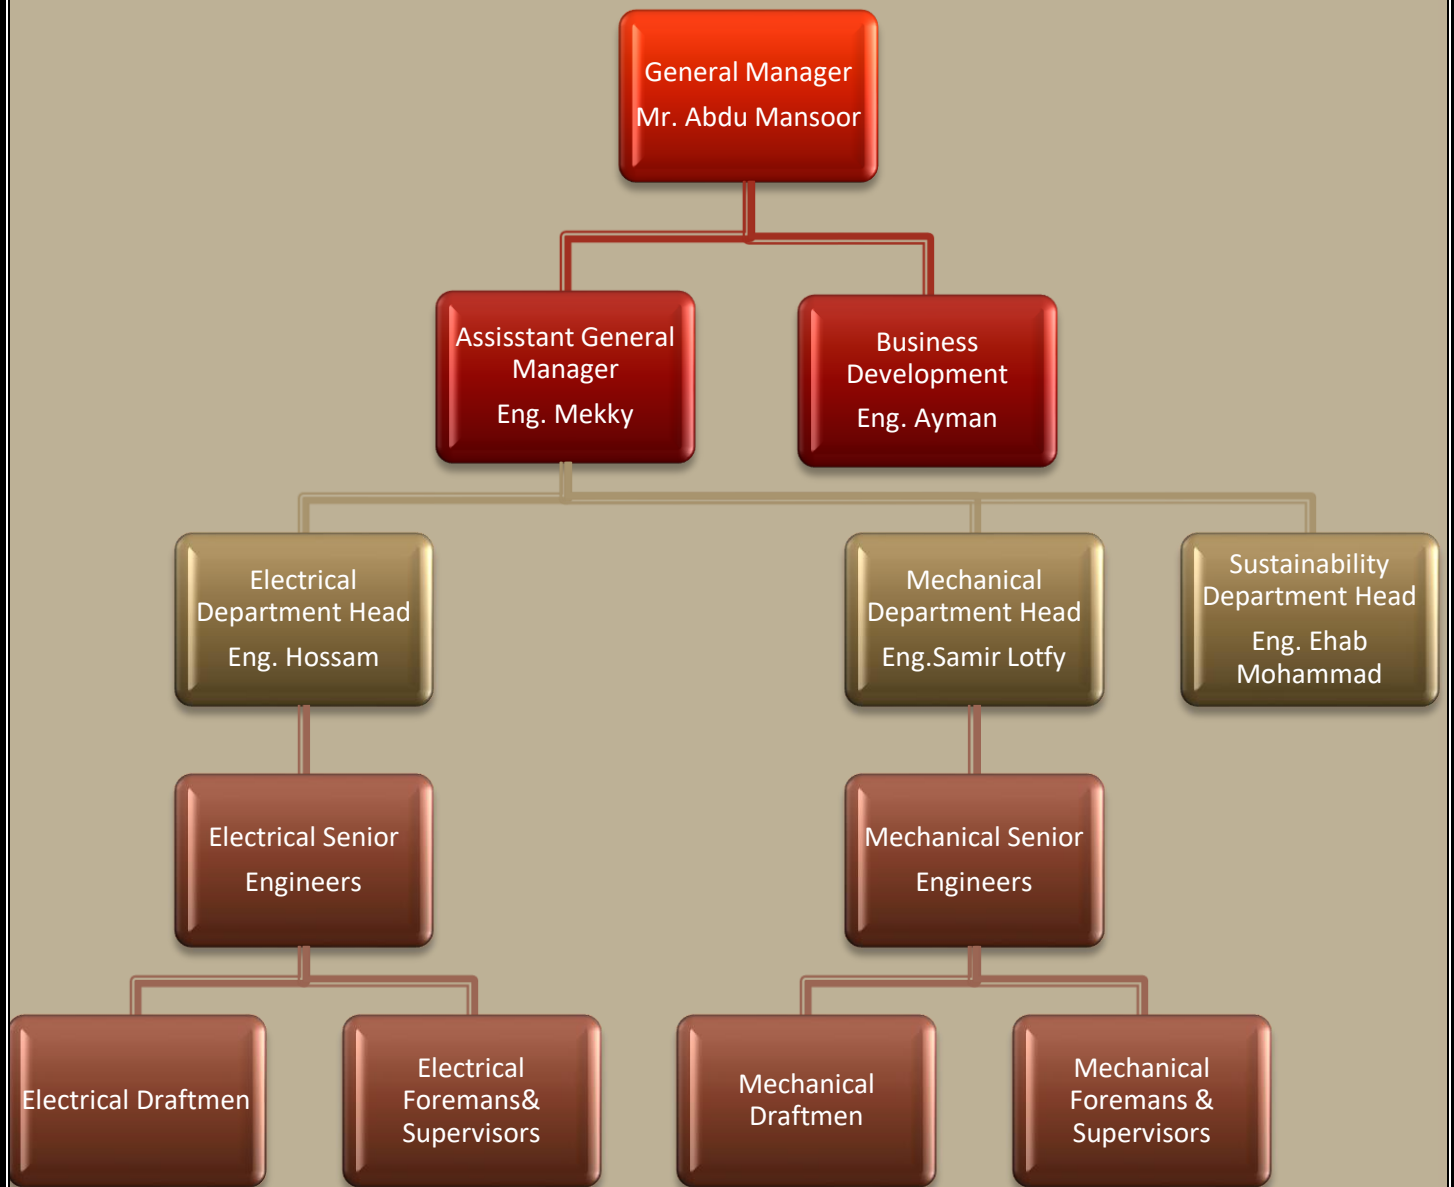 General Manager
Mr. Abdu Mansoor
Assisstant General
Manager
Eng. Mekky
Business
Development
Eng. Ayman
Electrical
Department Head
Eng. Hossam
Mechanical
Department Head
Eng.Samir Lotfy
Sustainability
Department Head
Eng. Ehab
Mohammad
Electrical Senior
Engineers
Mechanical Senior
Engineers
Electrical Draftmen
Electrical
Foremans&
Supervisors
Mechanical
Draftmen
Mechanical
Foremans &
Supervisors